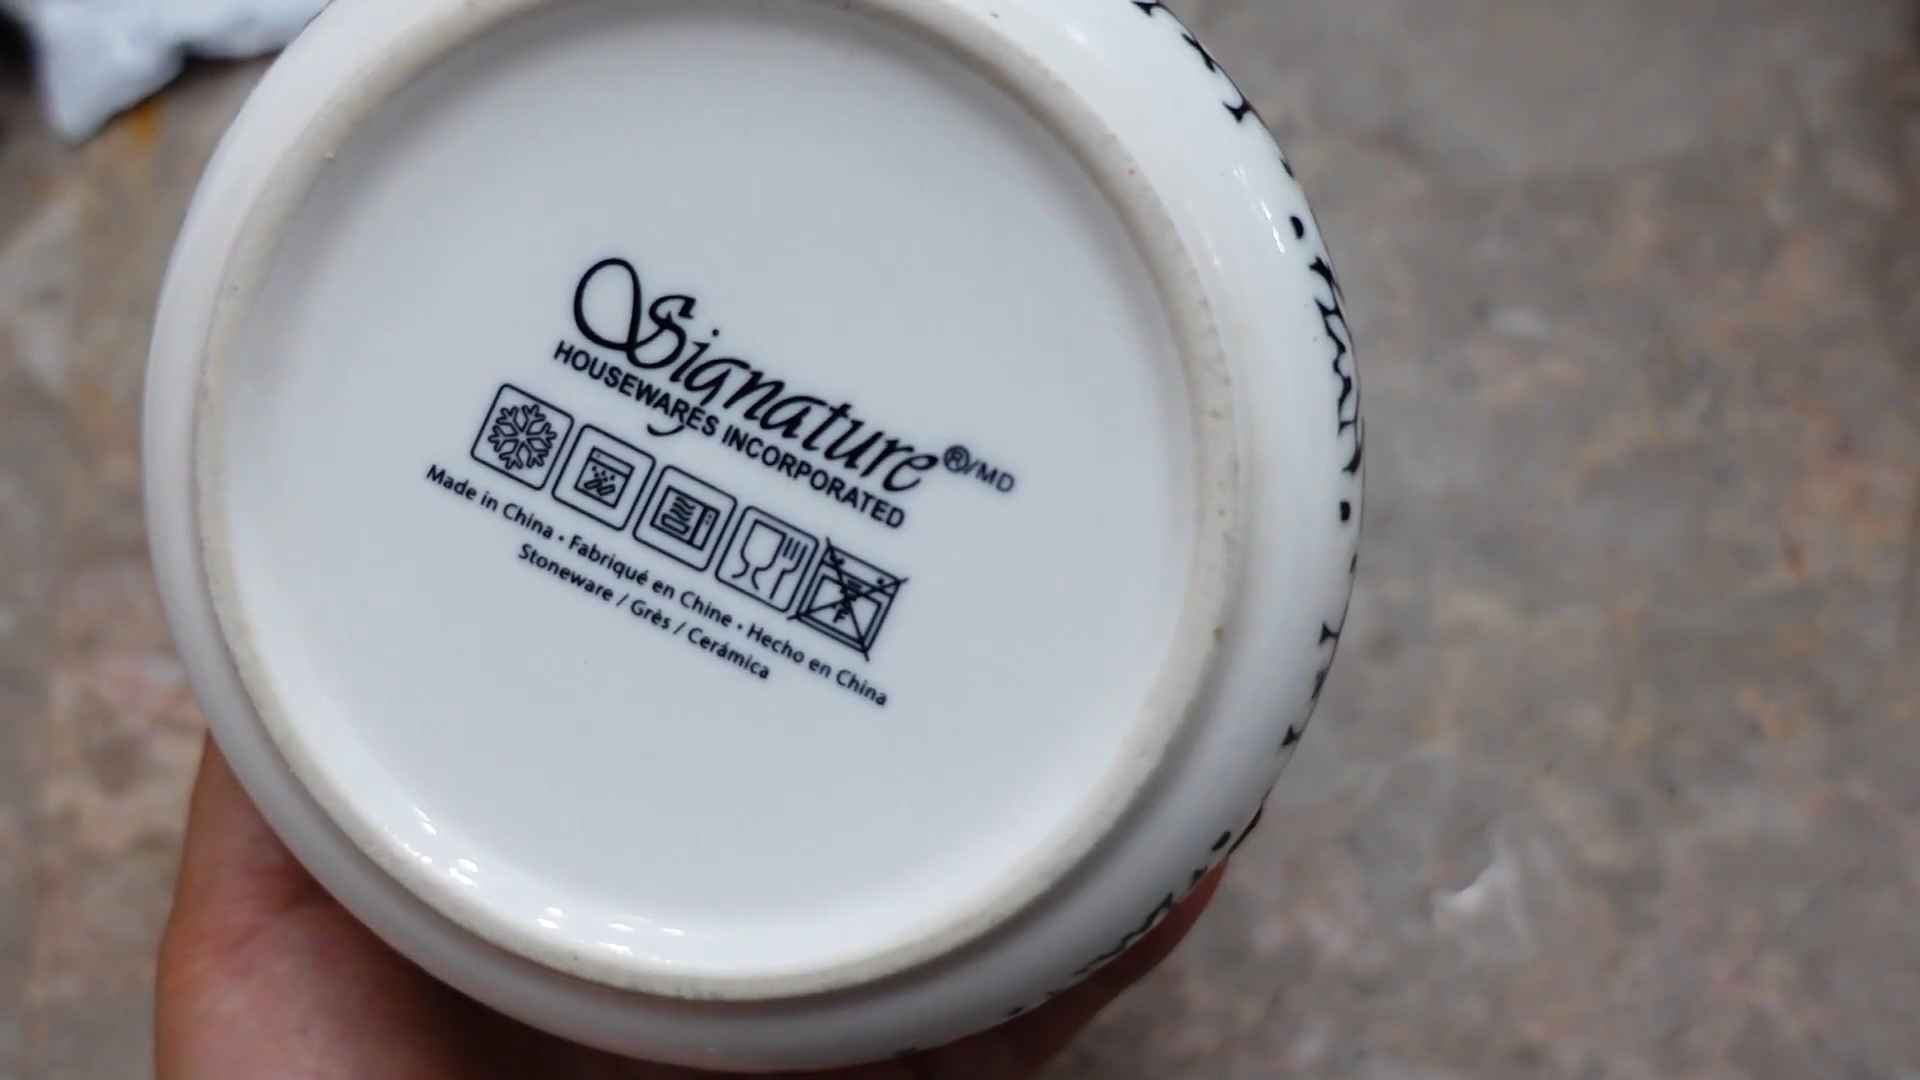 Signature®/MD
HOUSEWARES INCORPORATED
F
Made in China • Fabriqué en Chine • Hecho en China
Stoneware / Grès / Cerámica